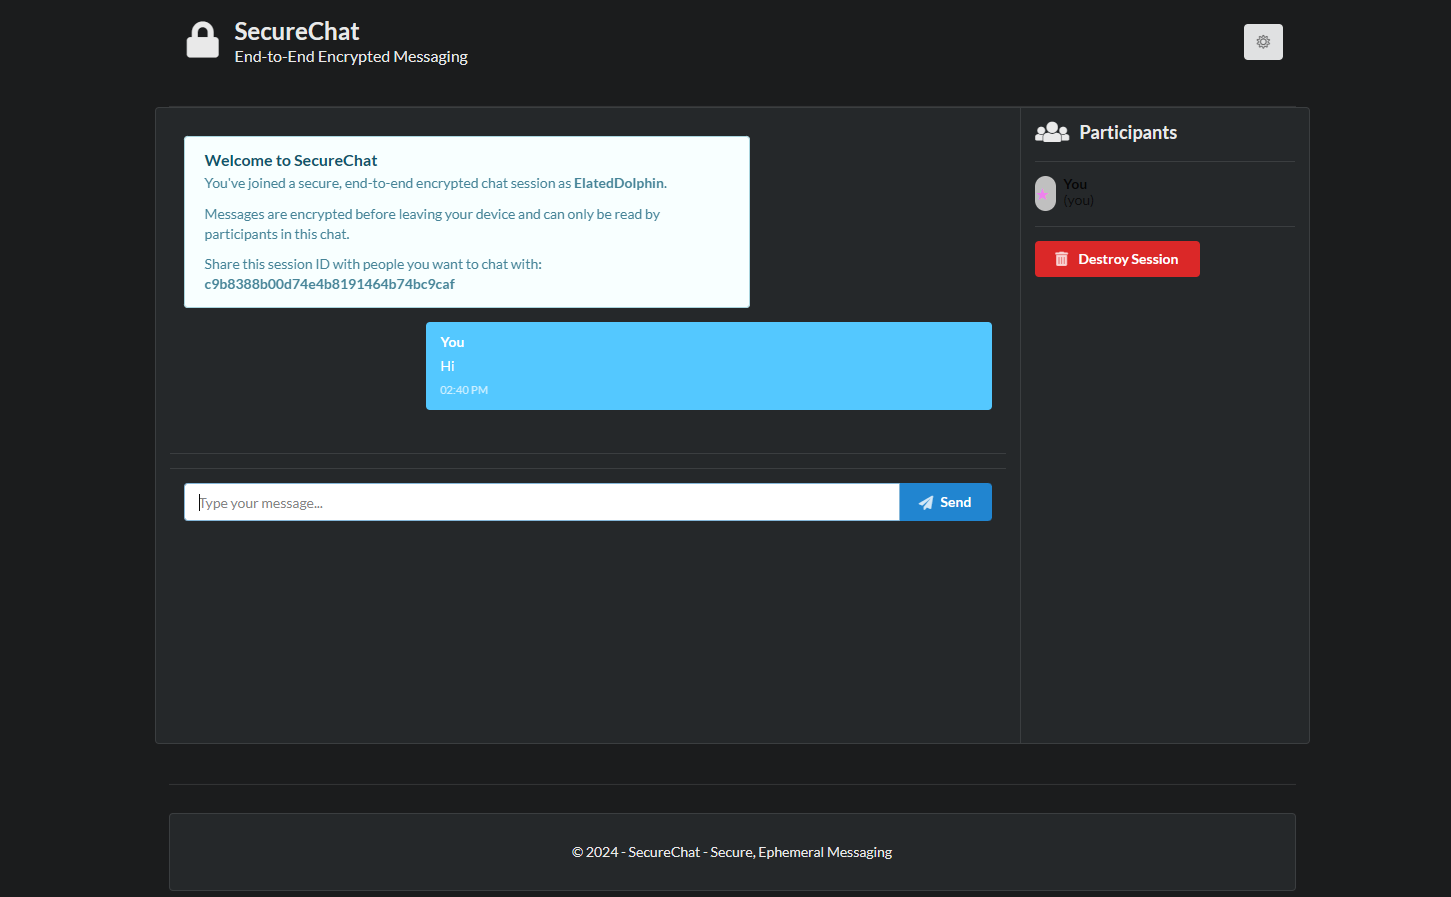 SecureChat
End-to-End Encrypted Messaging
Welcome to SecureChat
You've joined a secure, end-to-end encrypted chat session as ElatedDolphin.
Messages are encrypted before leaving your device and can only be read by
participants in this chat.
Share this session ID with people you want to chat with:
c9b8388b00d74e4b8191464b74bc9caf
You
Hi
02:40 PM
Type your message...
Send
Participants
You
(you)
Destroy Session
© 2024 - SecureChat - Secure, Ephemeral Messaging